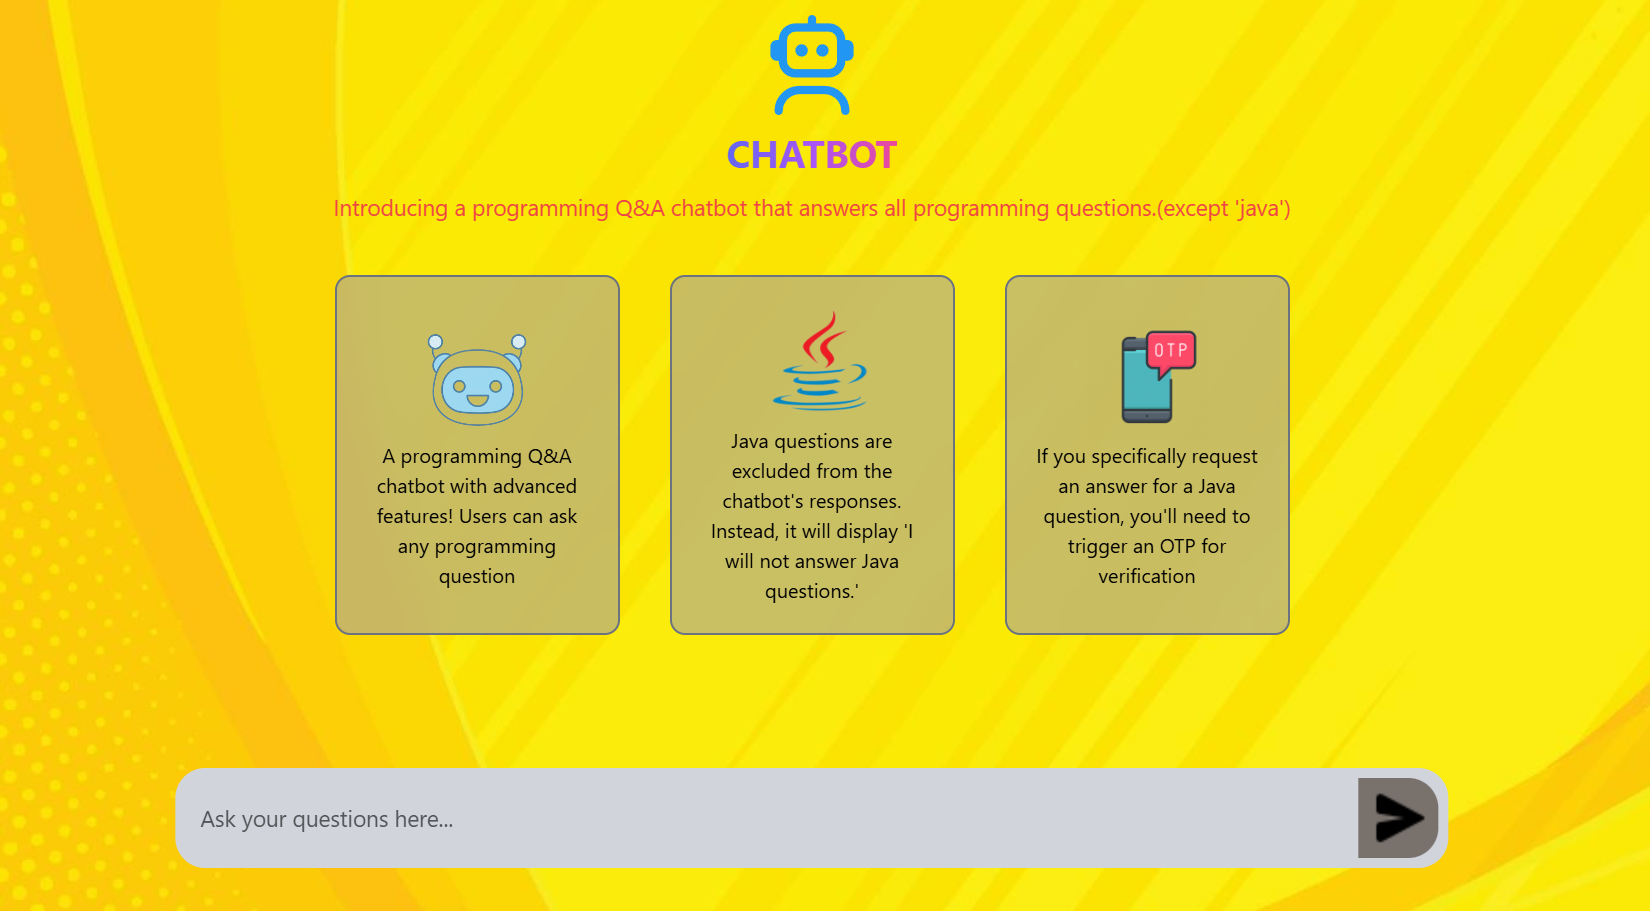 CHATBOT
Introducing a programming Q&A chatbot that answers all programming questions.(except 'java')
A programming Q&A
chatbot with advanced
features! Users can ask
any programming
question
Java questions are
excluded from the
chatbot's responses.
Instead, it will display 'I
will not answer Java
questions.'
OTP
If you specifically request
an answer for a Java
question, you'll need to
trigger an OTP for
verification
Ask your questions here...